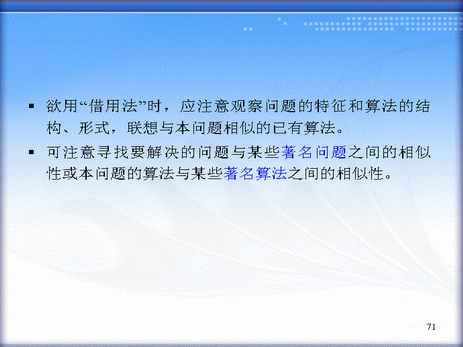 ▪ 欲用“借用法”时，应注意观察问题的特征和算法的结
构、形式，联想与本问题相似的已有算法。
▪ 可注意寻找要解决的问题与某些著名问题之间的相似
性或本问题的算法与某些著名算法之间的相似性。
71